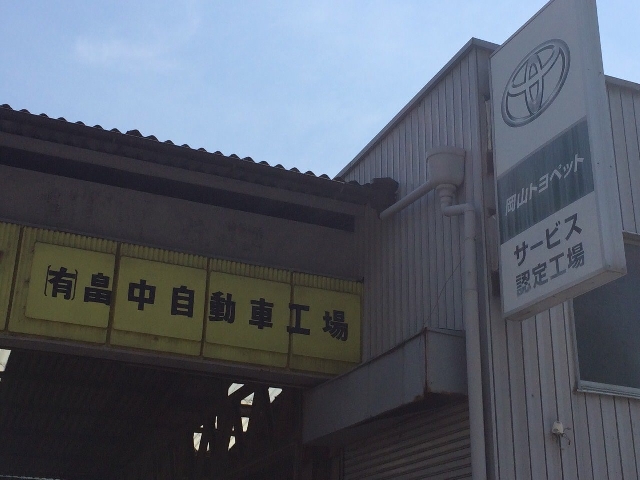 ㈲畠中自動車工場
岡山トヨペット
サービス
認定工場